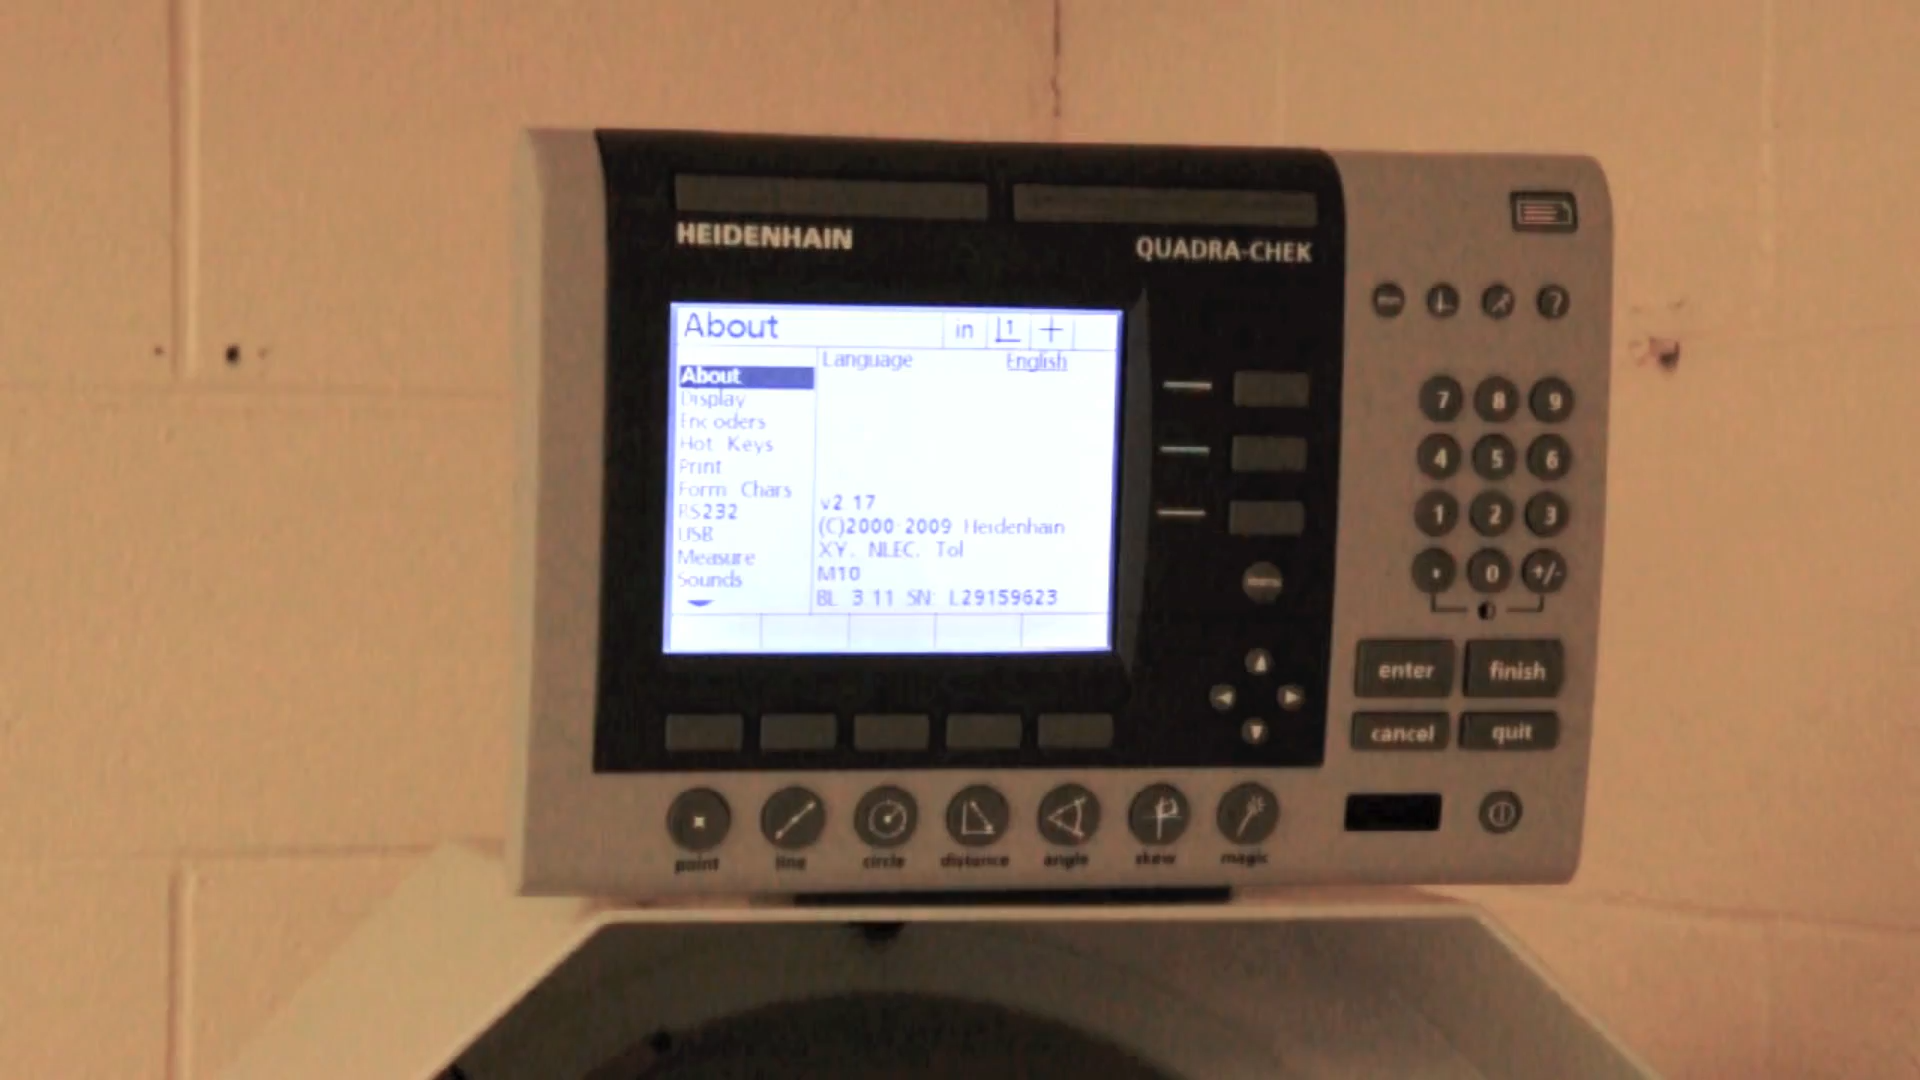 HEIDENHAIN
QUADRA-CHEK
About
in
1
Language English
About
Display
Encoders
Hot Keys
Print
Form Chars
RS232
USB
Measure
Sounds
v2.17
(C)2000-2009 Heidenhain
XY, NLEC, Tol
M10
BL 3.11 SN: L29159623
?
7 8 9
4 5 6
1 2 3
. 0 +/-
menu
enter finish
cancel quit
point line circle distance angle skew magic